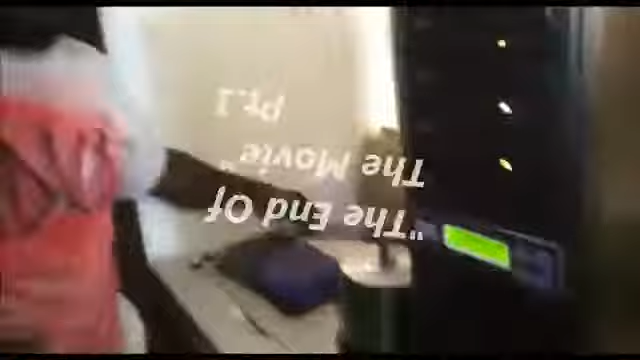 "The End Of
The Movie"
Pt.1